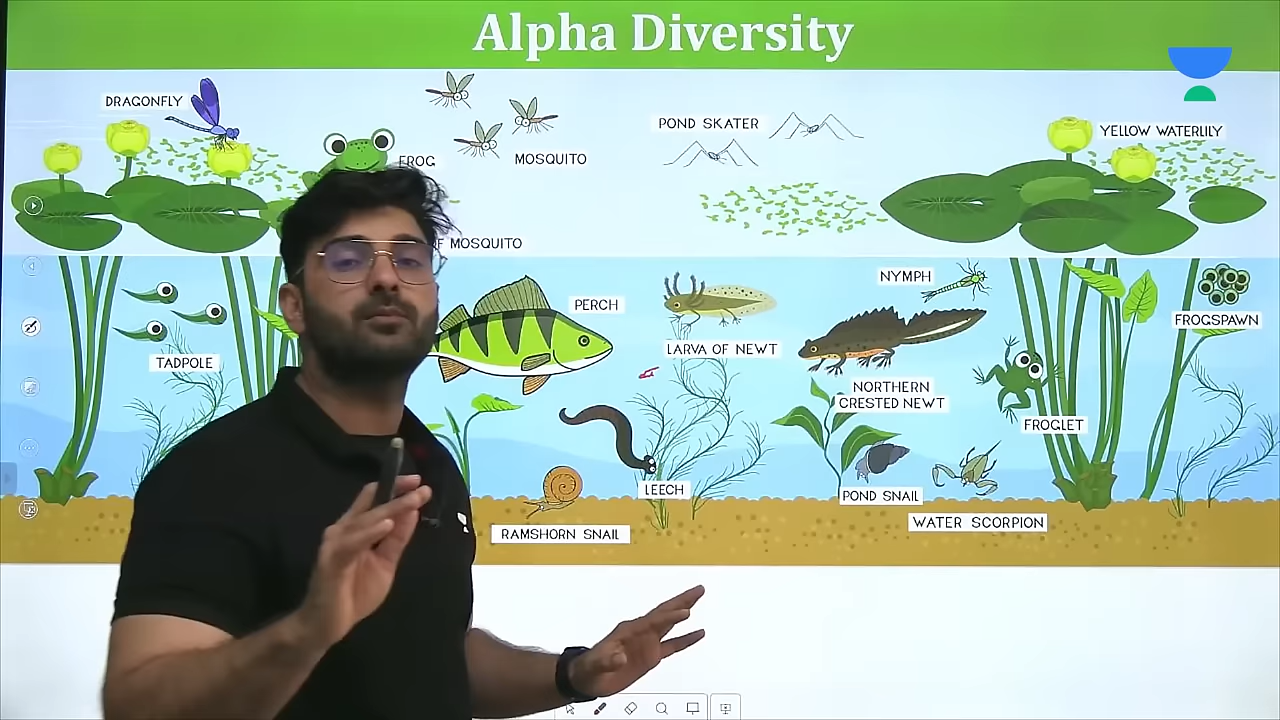 Alpha Diversity
DRAGONFLY
FROG
MOSQUITO
POND SKATER
YELLOW WATERLILY
MOSQUITO
TADPOLE
PERCH
LARVA OF NEWT
NYMPH
NORTHERN
CRESTED NEWT
FROGSPAWN
FROGLET
LEECH
POND SNAIL
RAMSHORN SNAIL
WATER SCORPION